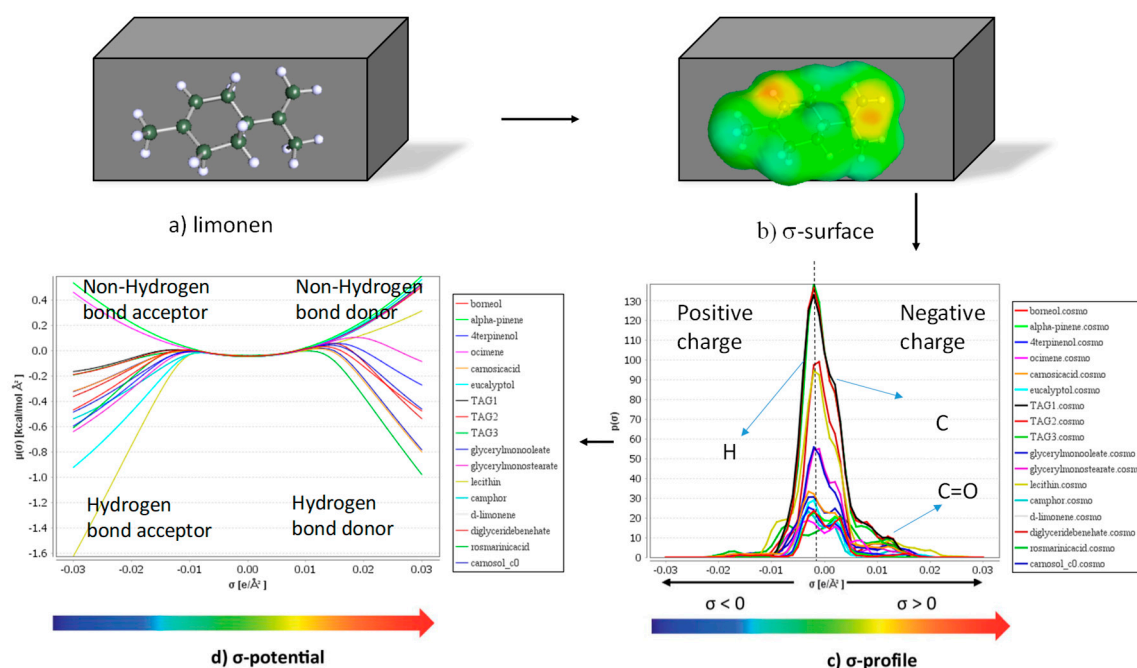 a) limonen
b) σ-surface
Non-Hydrogen
bond acceptor
Non-Hydrogen
bond donor
Hydrogen
bond acceptor
Hydrogen
bond donor
μ(σ) [kcal/mol Å²]
0.4
0.2
0.0
-0.2
-0.4
-0.6
-0.8
-1.0
-1.2
-1.4
-1.6
-0.03
-0.02
-0.01
0.00
0.01
0.02
0.03
σ [e/Å²]
borneol
alpha-pinene
4terpinenol
ocimene
carnosicacid
eucalyptol
TAG1
TAG2
TAG3
glycerylmonooleate
glycerylmonostearate
lecithin
camphor
d-limonene
diglyceridebenehate
rosmarinicacid
carnosol_c0
d) σ-potential
Positive
charge
Negative
charge
H
C
C=O
p(σ)
130
120
110
100
90
80
70
60
50
40
30
20
10
0
-0.03
-0.02
-0.01
0.00
0.01
0.02
0.03
σ [e/Å²]
σ < 0
σ > 0
borneol.cosmo
alpha-pinene.cosmo
4terpinenol.cosmo
ocimene.cosmo
carnosicacid.cosmo
eucalyptol.cosmo
TAG1.cosmo
TAG2.cosmo
TAG3.cosmo
glycerylmonooleate.cosmo
glycerylmonostearate.cosm
lecithin.cosmo
camphor.cosmo
d-limonene.cosmo
diglyceridebenehate.cosmo
rosmarinicacid.cosmo
carnosol_c0.cosmo
c) σ-profile